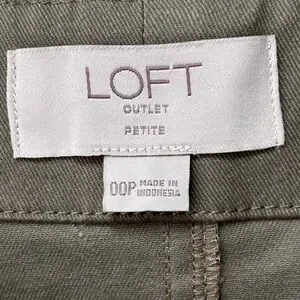 LOFT
OUTLET
PETITE
00P MADE IN
INDONESIA